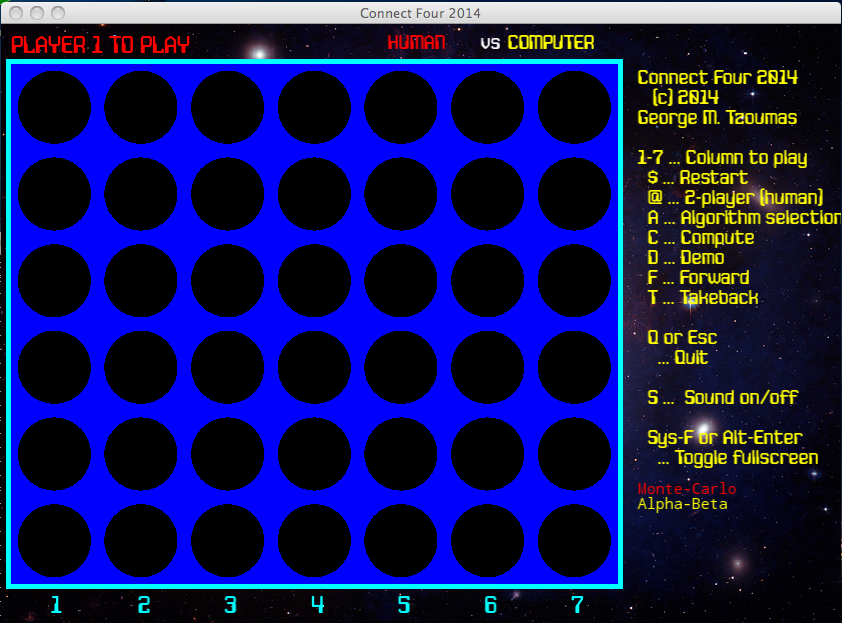 Connect Four 2014
PLAYER 1 TO PLAY
HUMAN vs COMPUTER
Connect Four 2014
(c) 2014
George M. Tzoumas
1-7 ... Column to play
$ ... Restart
@ ... 2-player (human)
A ... Algorithm selection
C ... Compute
D ... Demo
F ... Forward
T ... Takeback
Q or Esc
... Quit
S ... Sound on/off
Sys-F or Alt-Enter
... Toggle fullscreen
Monte-Carlo
Alpha-Beta
1 2 3 4 5 6 7